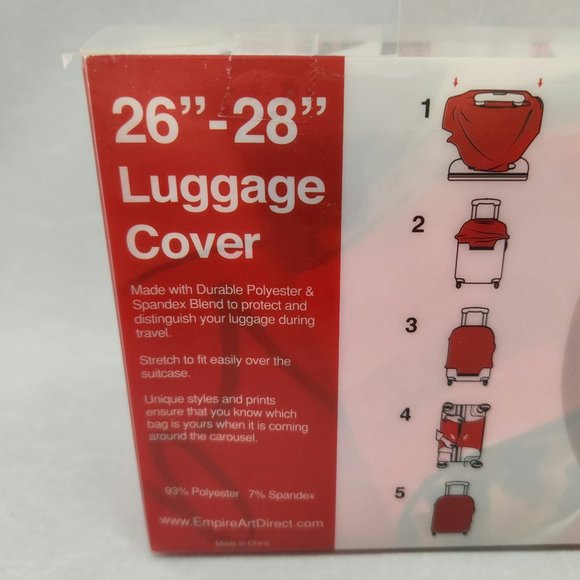 26”-28”
Luggage
Cover
Made with Durable Polyester &
Spandex Blend to protect and
distinguish your luggage during
travel.
Stretch to fit easily over the
suitcase.
Unique styles and prints
ensure that you know which
bag is yours when it is coming
around the carousel.
93% Polyester 7% Spandex
www.EmpireArtDirect.com
Made in China
1
2
3
4
5